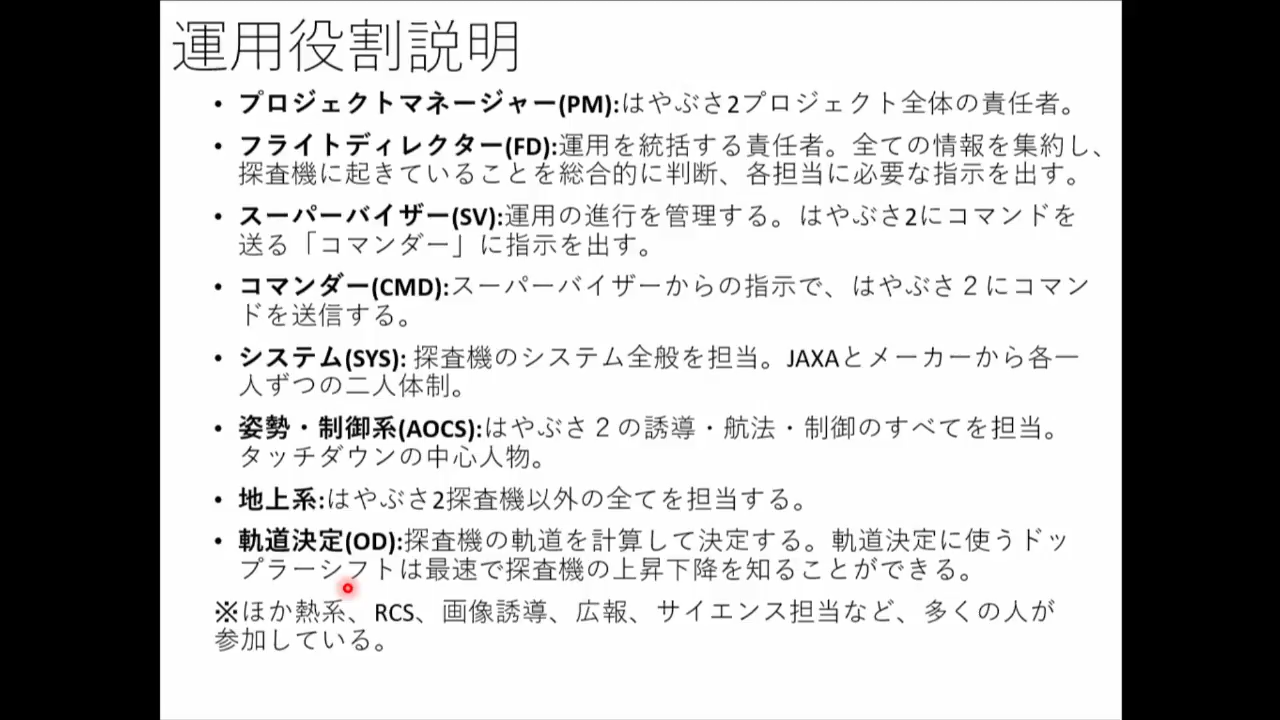 運用役割説明
• プロジェクトマネージャー(PM):はやぶさ2プロジェクト全体の責任者。
• フライトディレクター(FD):運用を統括する責任者。全ての情報を集約し、
探査機に起きていることを総合的に判断、各担当に必要な指示を出す。
• スーパーバイザー(SV):運用の進行を管理する。はやぶさ2にコマンドを
送る「コマンダー」に指示を出す。
• コマンダー(CMD):スーパーバイザーからの指示で、はやぶさ２にコマン
ドを送信する。
• システム(SYS): 探査機のシステム全般を担当。JAXAとメーカーから各一
人ずつの二人体制。
• 姿勢・制御系(AOCS):はやぶさ２の誘導・航法・制御のすべてを担当。
タッチダウンの中心人物。
• 地上系:はやぶさ2探査機以外の全てを担当する。
• 軌道決定(OD):探査機の軌道を計算して決定する。軌道決定に使うドッ
プラーシフトは最速で探査機の上昇下降を知ることができる。
※ほか熱系、RCS、画像誘導、広報、サイエンス担当など、多くの人が
参加している。